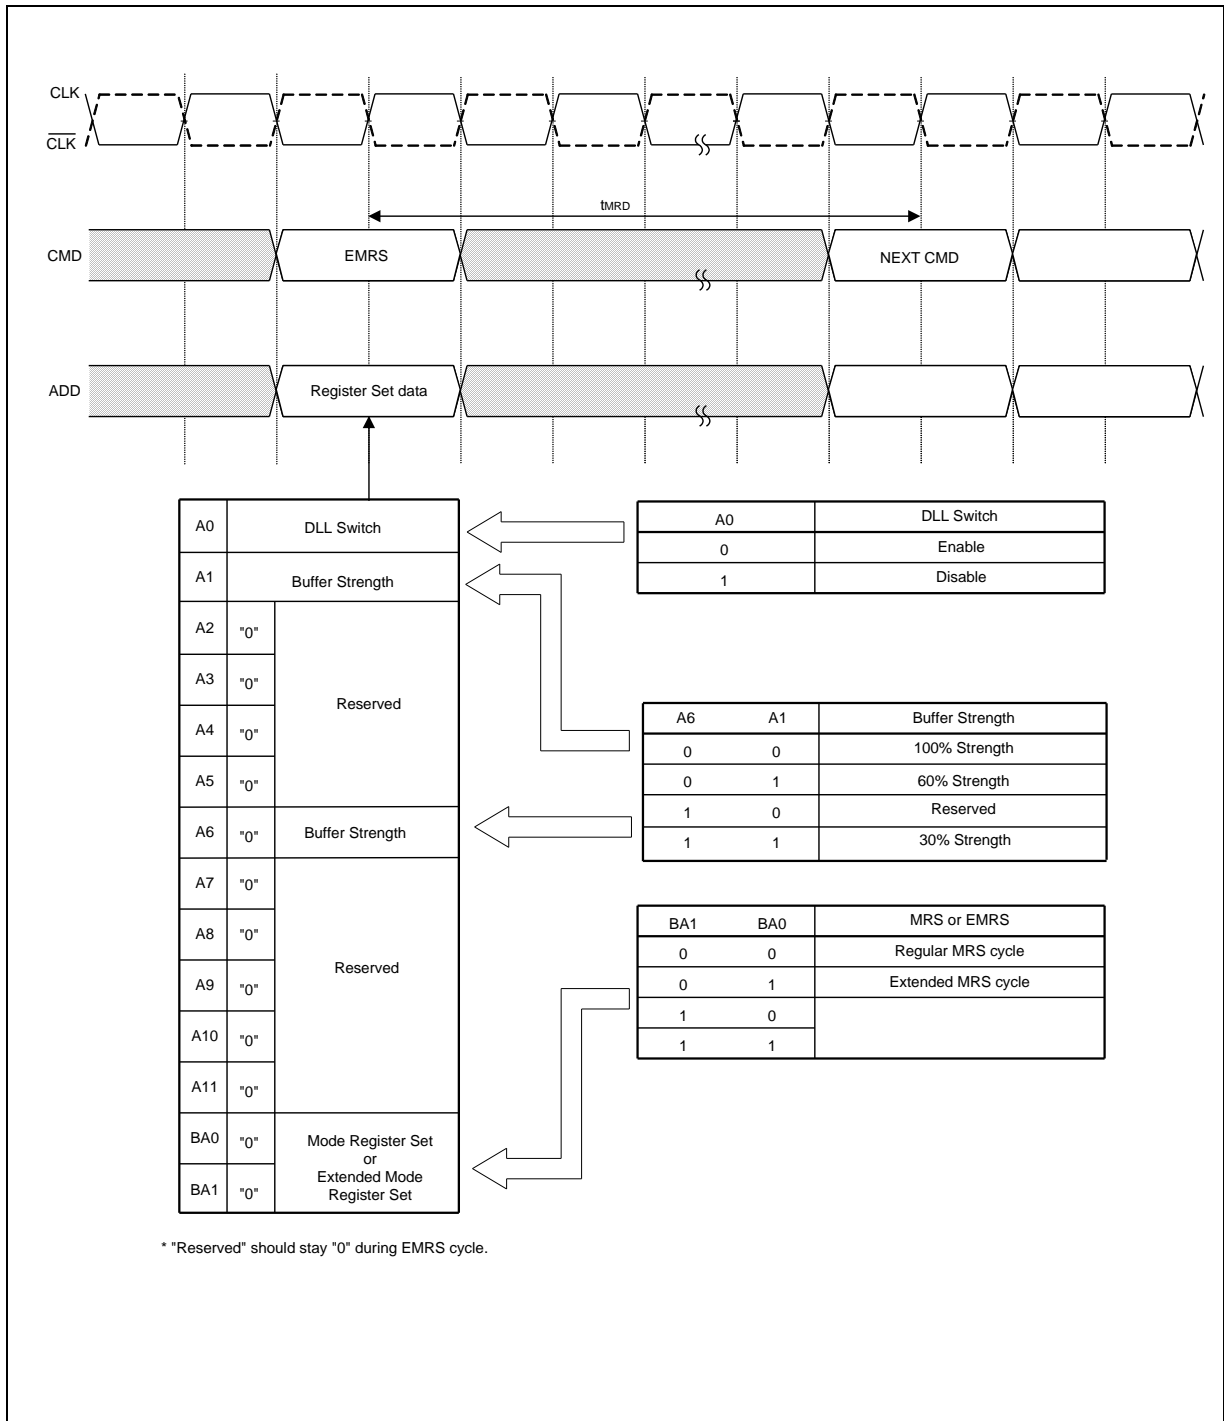 CLK
CLK
tMRD
CMD
EMRS
NEXT CMD
ADD
Register Set data
A0 DLL Switch
A1 Buffer Strength
A2 "0"
A3 "0"
Reserved
A4 "0"
A5 "0"
A6 "0" Buffer Strength
A7 "0"
A8 "0"
Reserved
A9 "0"
A10 "0"
A11 "0"
BA0 "0"
BA1 "0"
Mode Register Set
or
Extended Mode
Register Set
A0 DLL Switch
0 Enable
1 Disable
A6 A1 Buffer Strength
0 0 100% Strength
0 1 60% Strength
1 0 Reserved
1 1 30% Strength
BA1 BA0 MRS or EMRS
0 0 Regular MRS cycle
0 1 Extended MRS cycle
1 0
1 1
* "Reserved" should stay "0" during EMRS cycle.